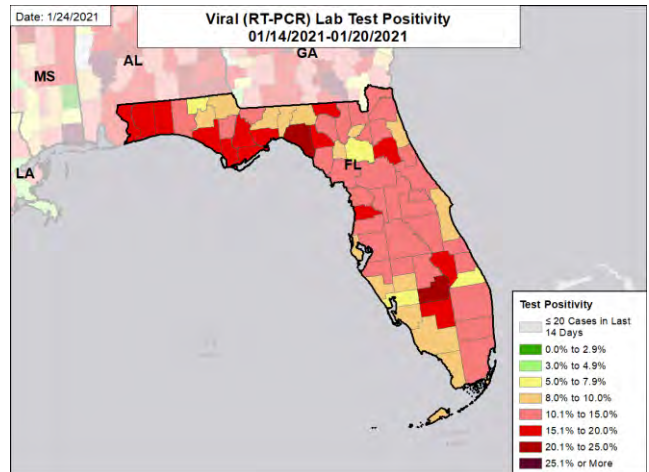 Date: 1/24/2021
Viral (RT-PCR) Lab Test Positivity
01/14/2021-01/20/2021
AL
GA
MS
LA
FL
Test Positivity
≤ 20 Cases in Last
14 Days
0.0% to 2.9%
3.0% to 4.9%
5.0% to 7.9%
8.0% to 10.0%
10.1% to 15.0%
15.1% to 20.0%
20.1% to 25.0%
25.1% or More